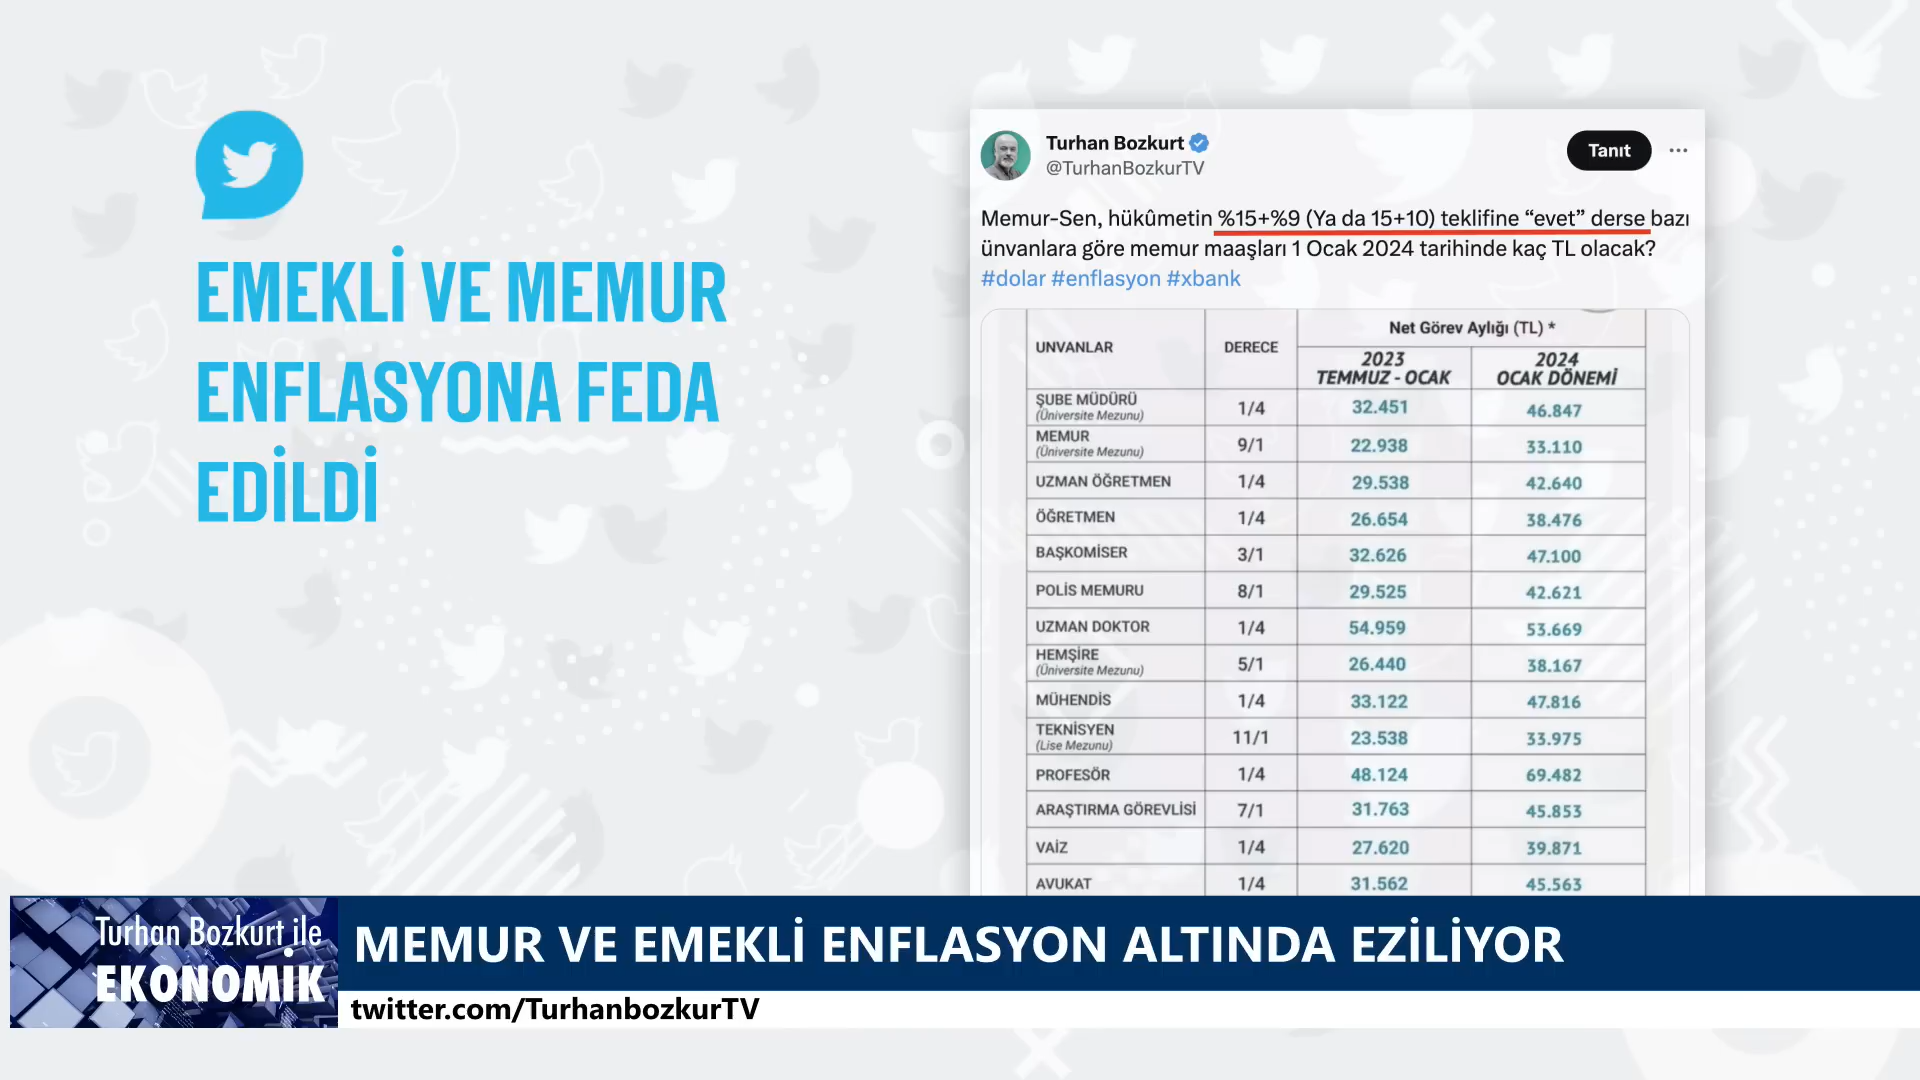 EMEKLİ VE MEMUR
ENFLASYONA FEDA
EDİLDİ
Turhan Bozkurt
@TurhanBozkurTV
Tanıt
Memur-Sen, hükûmetin %15+%9 (Ya da 15+10) teklifine “evet” derse bazı
ünvanlara göre memur maaşları 1 Ocak 2024 tarihinde kaç TL olacak?
#dolar #enflasyon #xbank
UNVANLAR DERECE Net Görev Aylığı (TL) *
2023 TEMMUZ - OCAK 2024 OCAK DÖNEMİ
ŞUBE MÜDÜRÜ (Üniversite Mezunu) 1/4 32.451 46.847
MEMUR (Üniversite Mezunu) 9/1 22.938 33.110
UZMAN ÖĞRETMEN 1/4 29.538 42.640
ÖĞRETMEN 1/4 26.654 38.476
BAŞKOMİSER 3/1 32.626 47.100
POLİS MEMURU 8/1 29.525 42.621
UZMAN DOKTOR 1/4 54.959 53.669
HEMŞİRE (Üniversite Mezunu) 5/1 26.440 38.167
MÜHENDİS 1/4 33.122 47.816
TEKNİSYEN (Lise Mezunu) 11/1 23.538 33.975
PROFESÖR 1/4 48.124 69.482
ARAŞTIRMA GÖREVLİSİ 7/1 31.763 45.853
VAİZ 1/4 27.620 39.871
AVUKAT 1/4 31.562 45.563
Turhan Bozkurt ile
EKONOMİK
MEMUR VE EMEKLİ ENFLASYON ALTINDA EZİLİYOR
twitter.com/TurhanbozkurTV